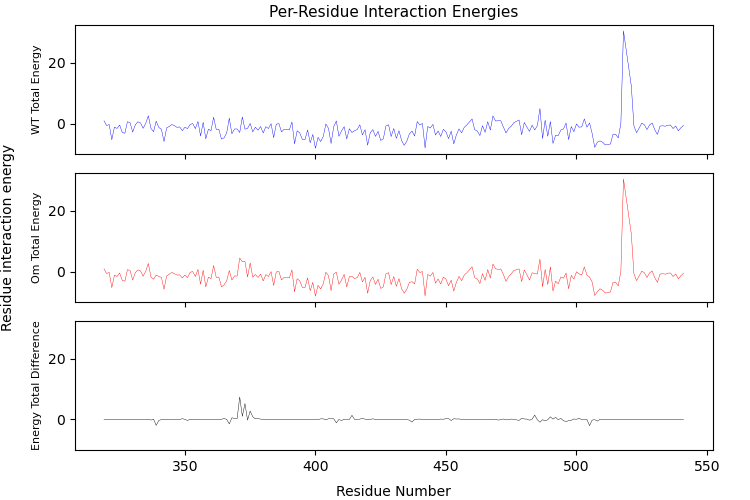 Per-Residue Interaction Energies
Residue interaction energy
WT Total Energy
20
0
Om Total Energy
20
0
Energy Total Difference
20
0
350 400 450 500 550
Residue Number